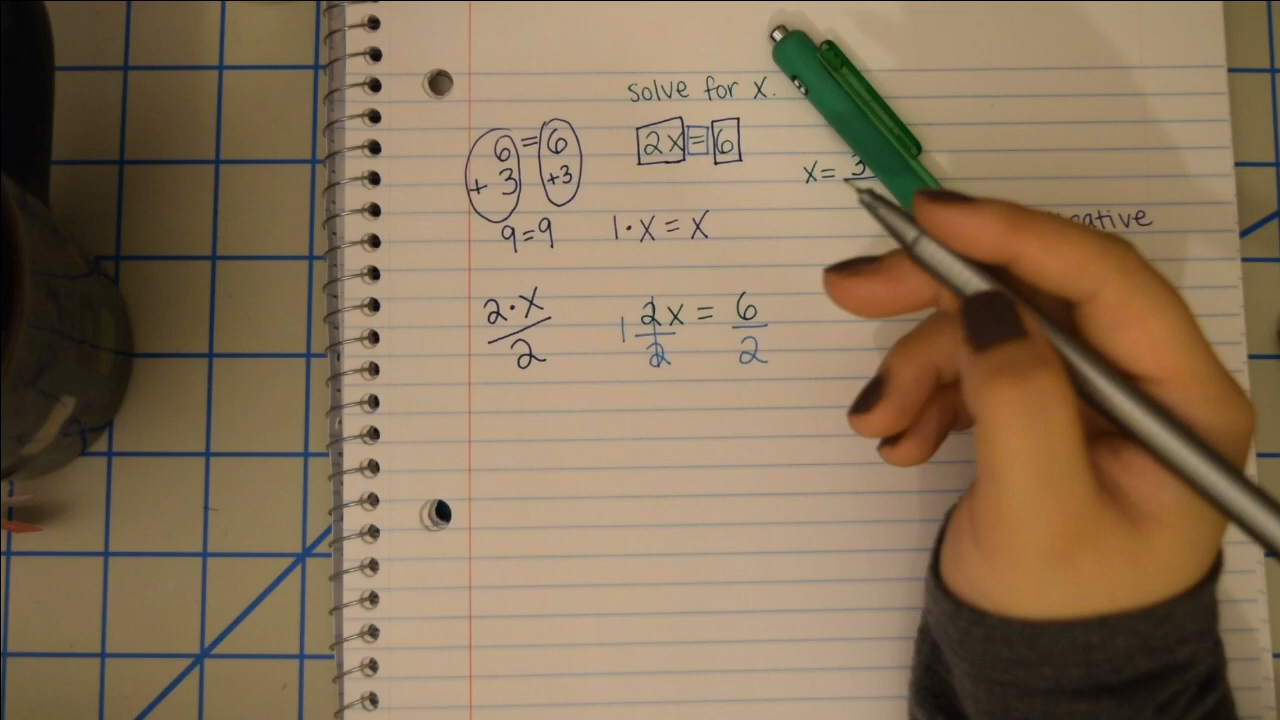 solve for x.
6 = 6
+ 3 +3
9 = 9
2x = 6
x = 3
1 · x = x
2 · x
2
1 2x = 6
2 2